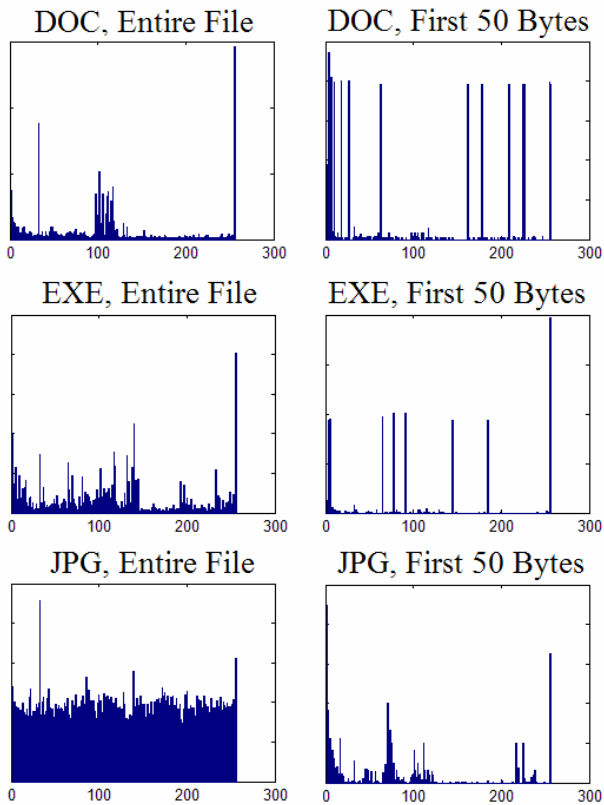 DOC, Entire File
DOC, First 50 Bytes
0 100 200 300
0 100 200 300
EXE, Entire File
EXE, First 50 Bytes
0 100 200 300
0 100 200 300
JPG, Entire File
JPG, First 50 Bytes
0 100 200 300
0 100 200 300